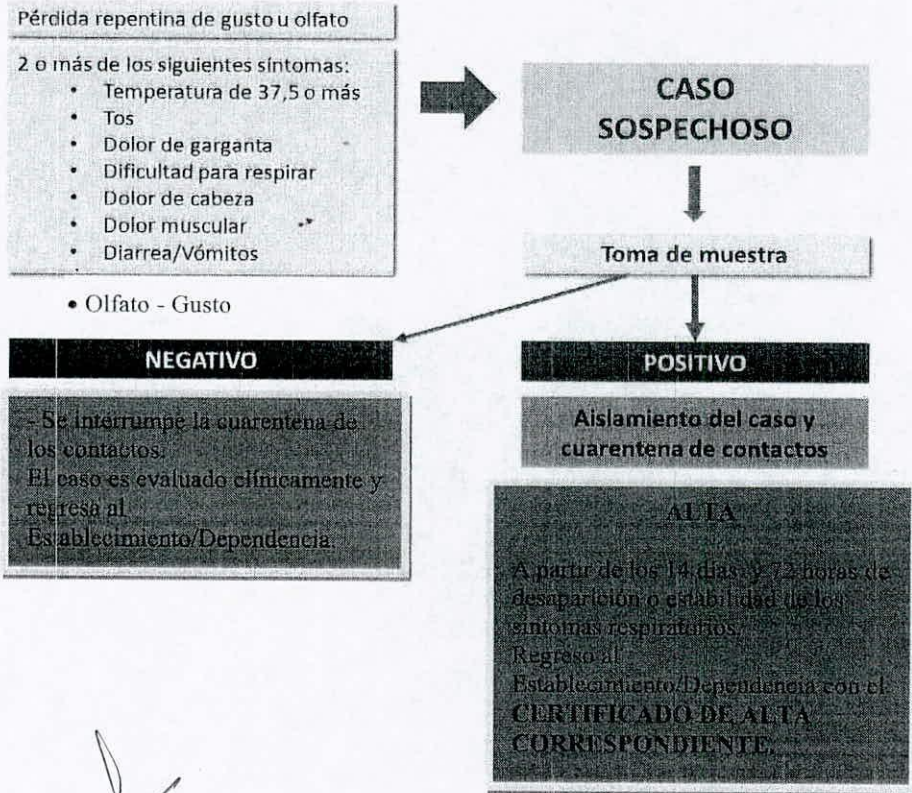 Pérdida repentina de gusto u olfato
2 o más de los siguientes síntomas:
• Temperatura de 37,5 o más
• Tos
• Dolor de garganta
• Dificultad para respirar
• Dolor de cabeza
• Dolor muscular
• Diarrea/Vómitos
• Olfato - Gusto
CASO
SOSPECHOSO
Toma de muestra
NEGATIVO
- Se interrumpe la cuarentena de
los contactos.
El caso es evaluado clínicamente y
regresa al
Establecimiento/Dependencia.
POSITIVO
Aislamiento del caso y
cuarentena de contactos
ALTA
A partir de los 14 días y 72 horas de
desaparición o estabilidad de los
síntomas respiratorios.
Regreso al
Establecimiento/Dependencia con el
CERTIFICADO DE ALTA
CORRESPONDIENTE.